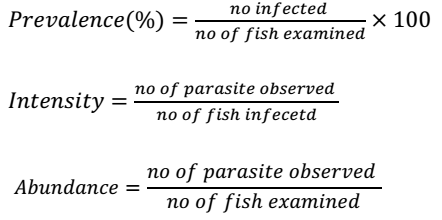 Prevalence(%) = no infected / no of fish examined × 100
Intensity = no of parasite observed / no of fish infecetd
Abundance = no of parasite observed / no of fish examined